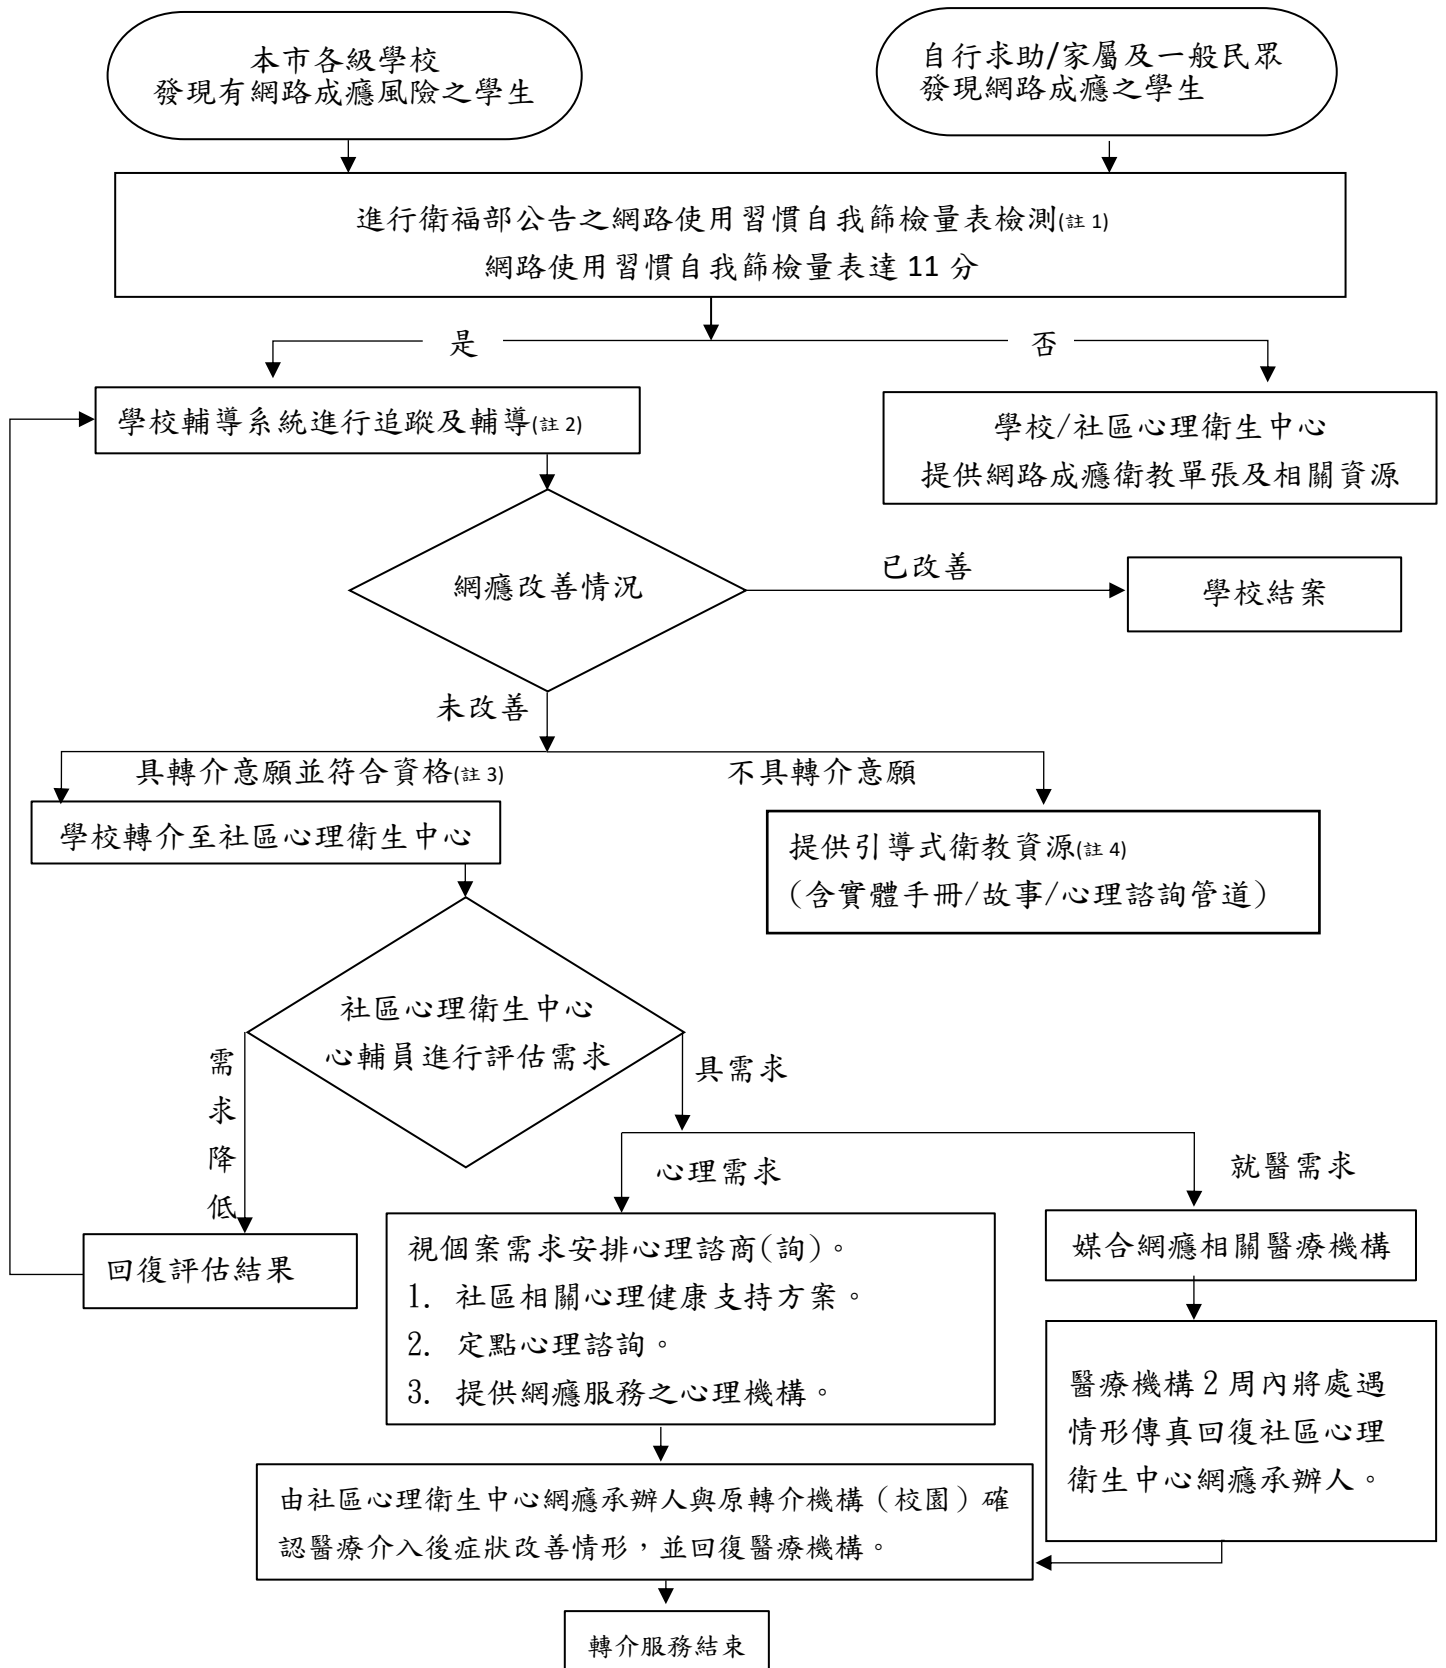 本市各級學校
發現有網路成癮風險之學生
自行求助/家屬及一般民眾
發現網路成癮之學生
進行衛福部公告之網路使用習慣自我篩檢量表檢測(註 1)
網路使用習慣自我篩檢量表達 11 分
是
否
學校輔導系統進行追蹤及輔導(註 2)
學校/社區心理衛生中心
提供網路成癮衛教單張及相關資源
網癮改善情況
已改善
學校結案
未改善
具轉介意願並符合資格(註 3)
不具轉介意願
學校轉介至社區心理衛生中心
提供引導式衛教資源(註 4)
(含實體手冊/故事/心理諮詢管道)
社區心理衛生中心
心輔員進行評估需求
需
求
降
低
具需求
心理需求
就醫需求
回復評估結果
視個案需求安排心理諮商(詢)。
1. 社區相關心理健康支持方案。
2. 定點心理諮詢。
3. 提供網癮服務之心理機構。
媒合網癮相關醫療機構
醫療機構 2 周內將處遇
情形傳真回復社區心理
衛生中心網癮承辦人。
由社區心理衛生中心網癮承辦人與原轉介機構（校園）確
認醫療介入後症狀改善情形，並回復醫療機構。
轉介服務結束